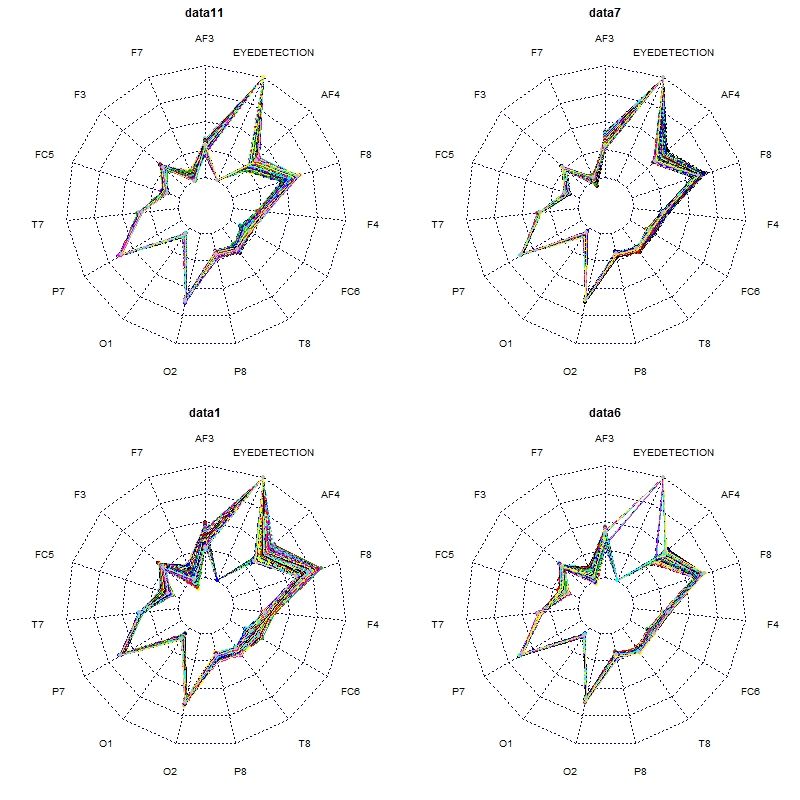 data11
AF3
F7
EYEDETECTION
F3
AF4
FC5
F8
T7
F4
P7
FC6
O1
T8
O2
P8
data7
AF3
F7
EYEDETECTION
F3
AF4
FC5
F8
T7
F4
P7
FC6
O1
T8
O2
P8
data1
AF3
F7
EYEDETECTION
F3
AF4
FC5
F8
T7
F4
P7
FC6
O1
T8
O2
P8
data6
AF3
F7
EYEDETECTION
F3
AF4
FC5
F8
T7
F4
P7
FC6
O1
T8
O2
P8